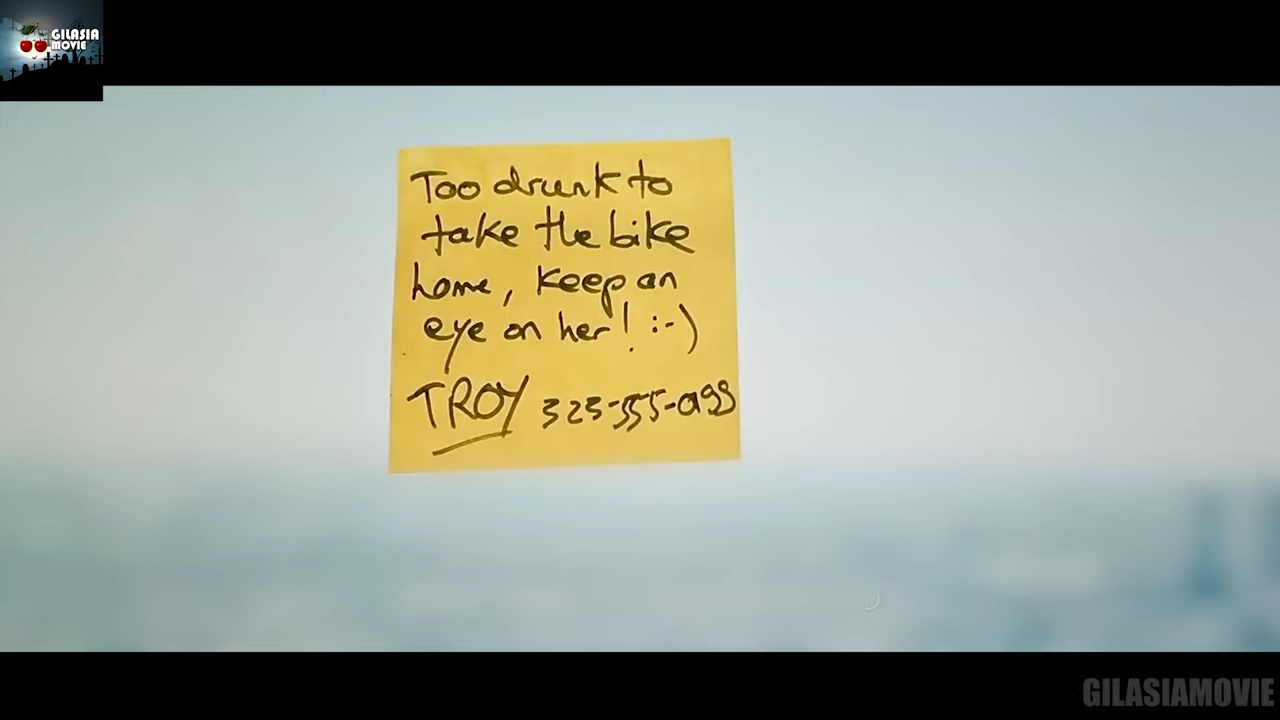 GILASIA
MOVIE
Too drunk to
take the bike
home, keep an
eye on her! :-)
TROY 323-555-0199
GILASIAMOVIE